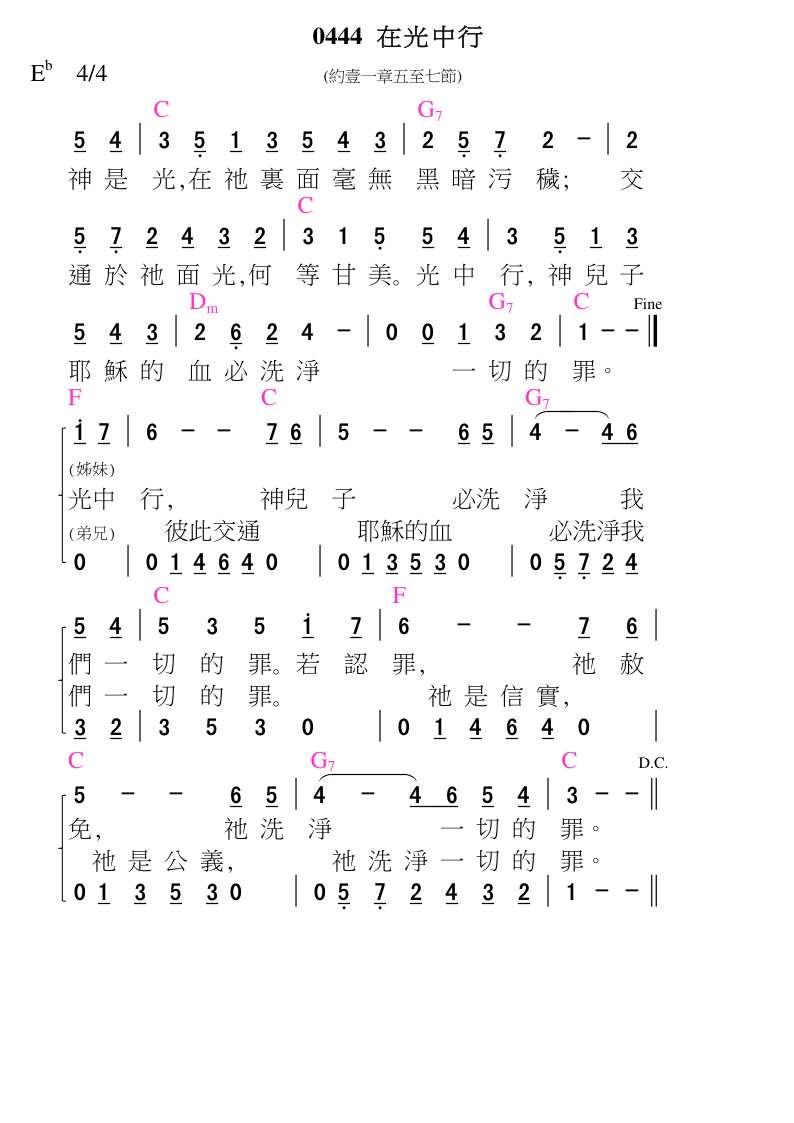 0444 在光中行
E♭ 4/4 (約壹一章五至七節)
C G7
5 4 | 3 5 1 3 5 4 3 | 2 5 7 2 － | 2
神是 光,在祂裏面毫無 黑暗污 穢; 交
C
5 7 2 4 3 2 | 3 1 5 5 4 | 3 5 1 3
通於祂面光,何 等甘美。光中 行, 神兒子
Dm G7 C Fine
5 4 3 | 2 6 2 4 － | 0 0 1 3 2 | 1 － －
耶穌的 血必洗淨 一切的 罪。
F C G7
1 7 | 6 － － 7 6 | 5 － － 6 5 | 4 － 4 6
(姊妹)
光中 行, 神兒 子 必洗 淨 我
(弟兄) 彼此交通 耶穌的血 必洗淨我
0 | 0 1 4 6 4 0 | 0 1 3 5 3 0 | 0 5 7 2 4
C F
5 4 | 5 3 5 1 7 | 6 － － 7 6 |
們一 切的罪。若認 罪, 祂赦
們一 切的罪。 祂是信實,
3 2 | 3 5 3 0 | 0 1 4 6 4 0 |
C G7 C D.C.
5 － － 6 5 | 4 － 4 6 5 4 | 3 － － ||
免, 祂洗 淨 一切的 罪。
祂是公義, 祂洗淨一切的 罪。
0 1 3 5 3 0 | 0 5 7 2 4 3 2 | 1 － － ||